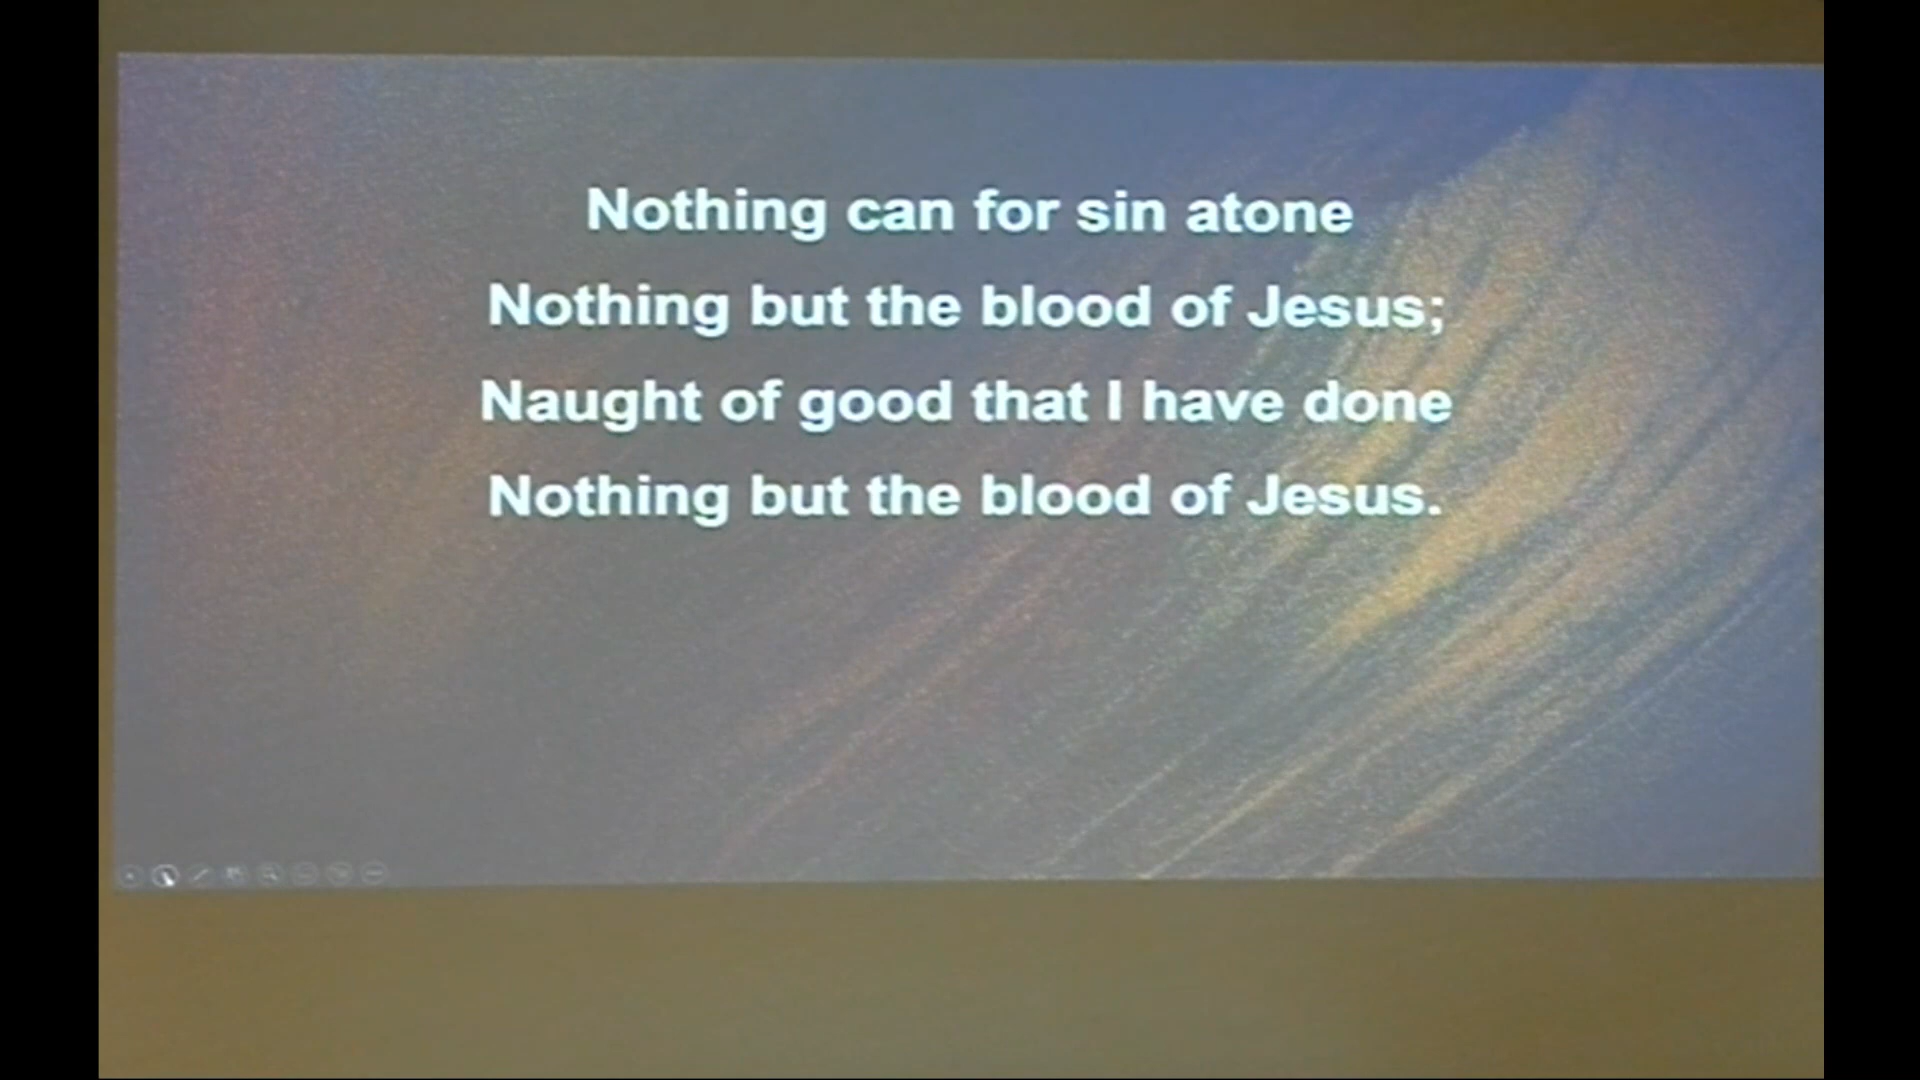 Nothing can for sin atone
Nothing but the blood of Jesus;
Naught of good that I have done
Nothing but the blood of Jesus.